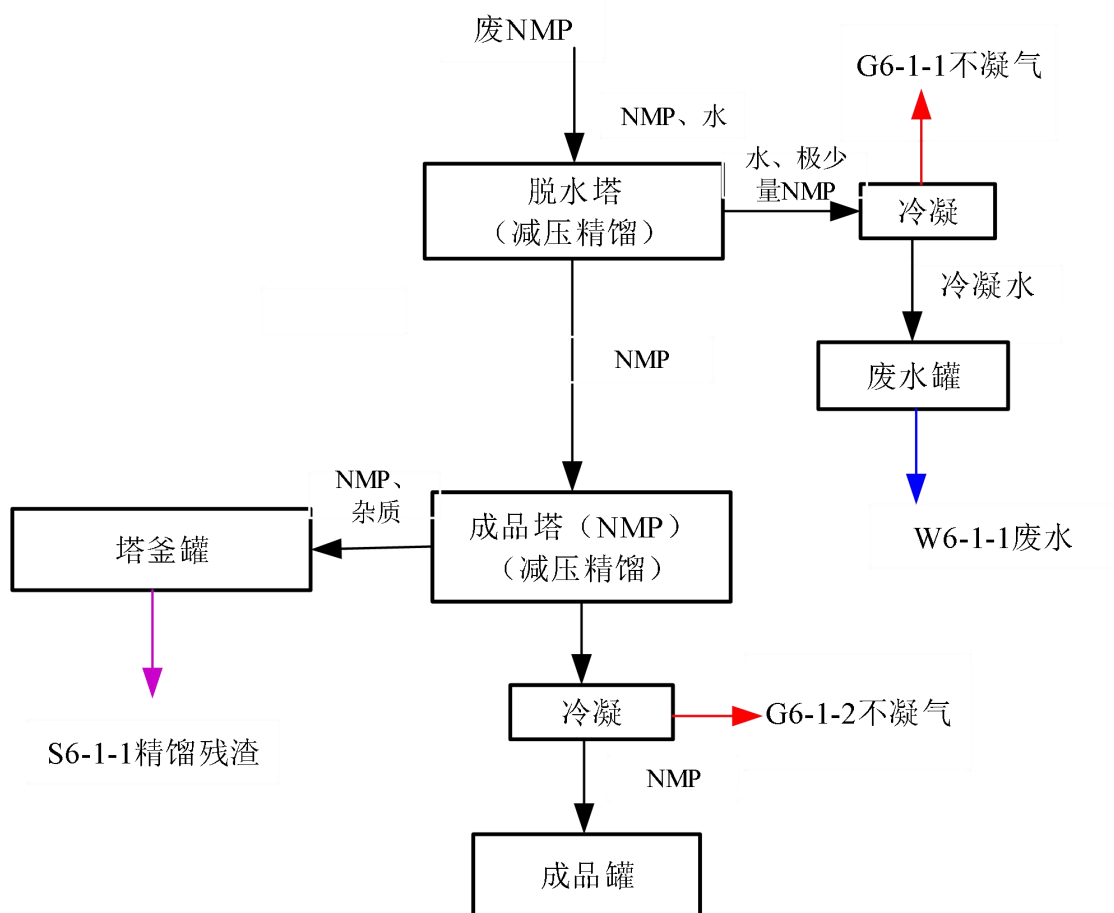 废NMP
G6-1-1不凝气
NMP、水
水、极少
量NMP
脱水塔
（减压精馏）
冷凝
冷凝水
NMP
废水罐
NMP、
杂质
成品塔（NMP）
（减压精馏）
塔釜罐
W6-1-1废水
冷凝
G6-1-2不凝气
S6-1-1精馏残渣
NMP
成品罐